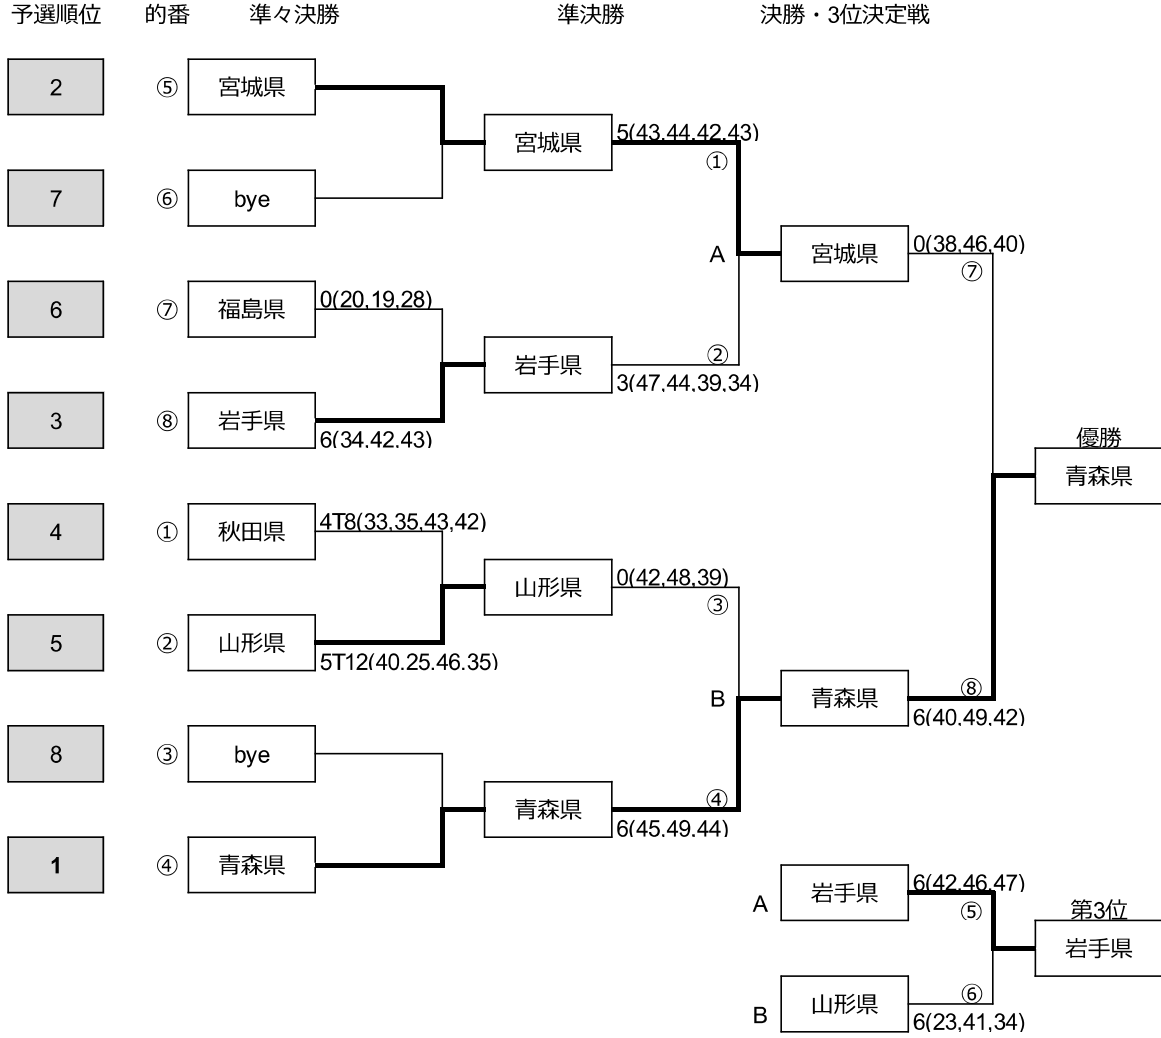 予選順位 的番 準々決勝 準決勝 決勝・3位決定戦
2 ⑤ 宮城県
宮城県 5(43,44,42,43)
①
7 ⑥ bye
A 宮城県 0(38,46,40)
⑦
6 ⑦ 福島県 0(20,19,28)
岩手県 ②
3(47,44,39,34)
3 ⑧ 岩手県
6(34,42,43)
優勝
青森県
4 ① 秋田県 4T8(33,35,43,42)
山形県 0(42,48,39)
③
5 ② 山形県
5T12(40,25,46,35)
B 青森県 ⑧
6(40,49,42)
8 ③ bye
青森県 ④
6(45,49,44)
1 ④ 青森県
A 岩手県 6(42,46,47)
⑤
第3位
岩手県
B 山形県 ⑥
6(23,41,34)